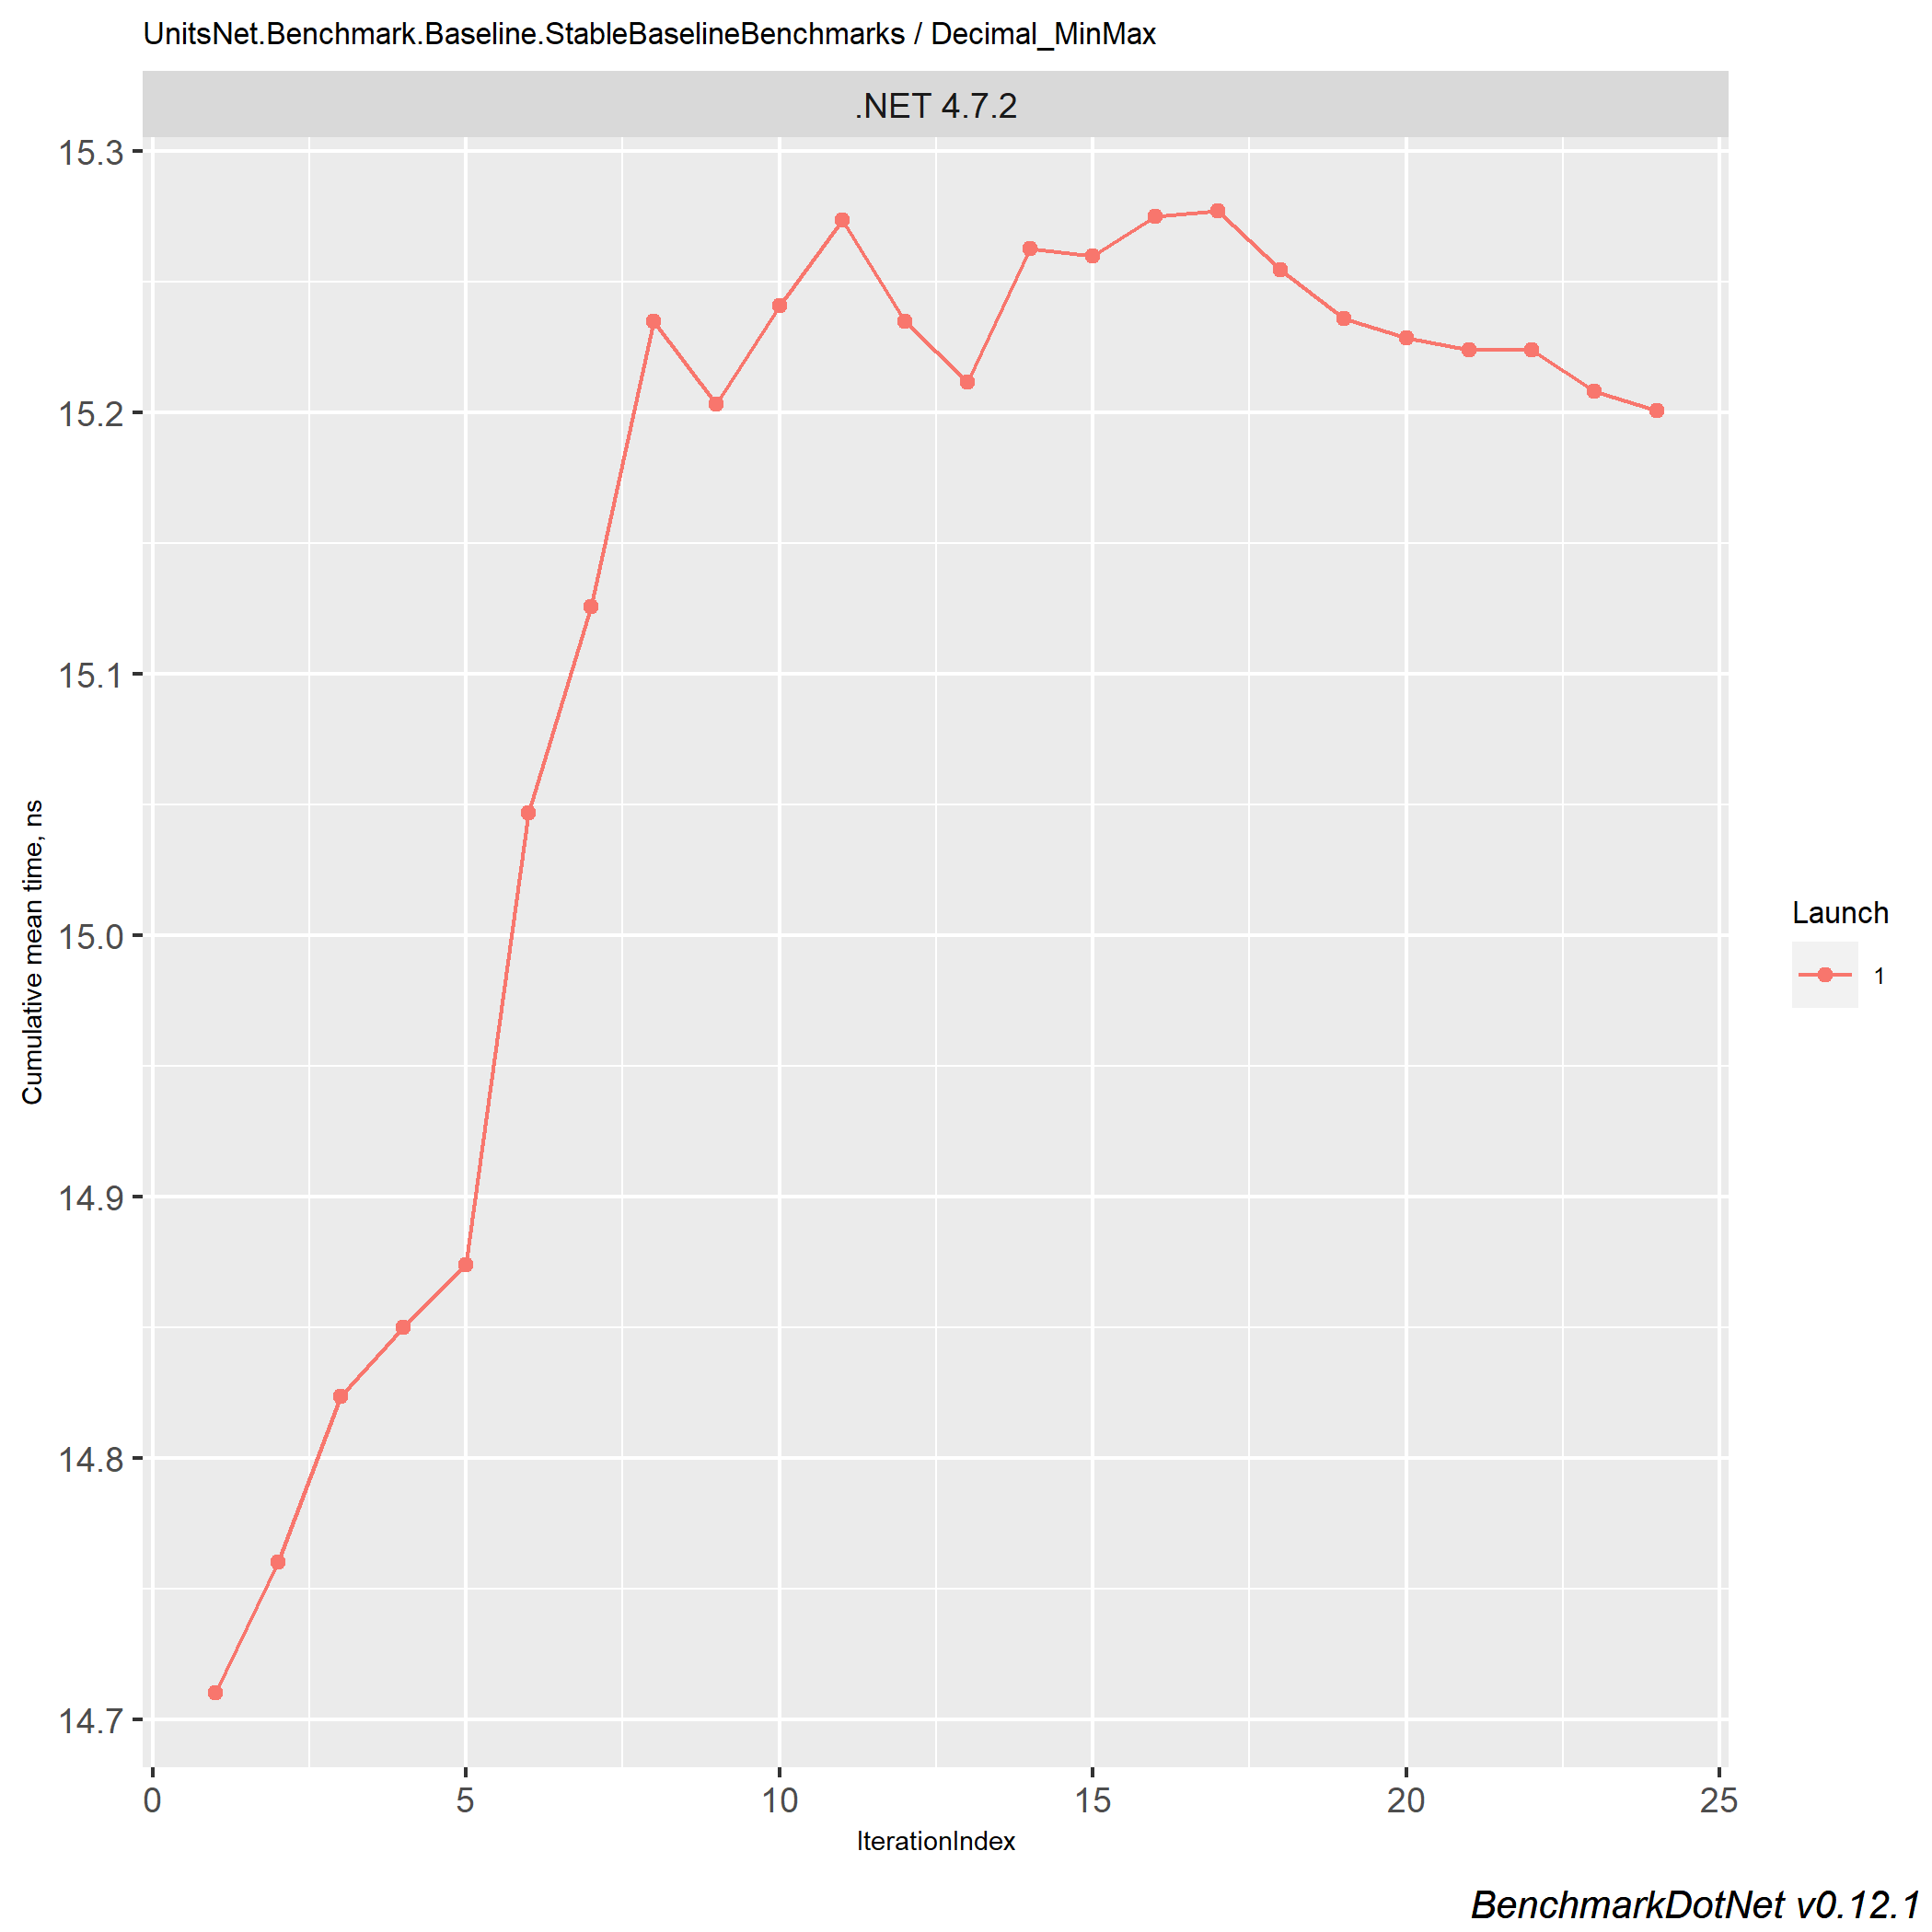 UnitsNet.Benchmark.Baseline.StableBaselineBenchmarks / Decimal_MinMax
.NET 4.7.2
15.3
15.2
15.1
15.0
14.9
14.8
14.7
Cumulative mean time, ns
0 5 10 15 20 25
IterationIndex
Launch
1
BenchmarkDotNet v0.12.1